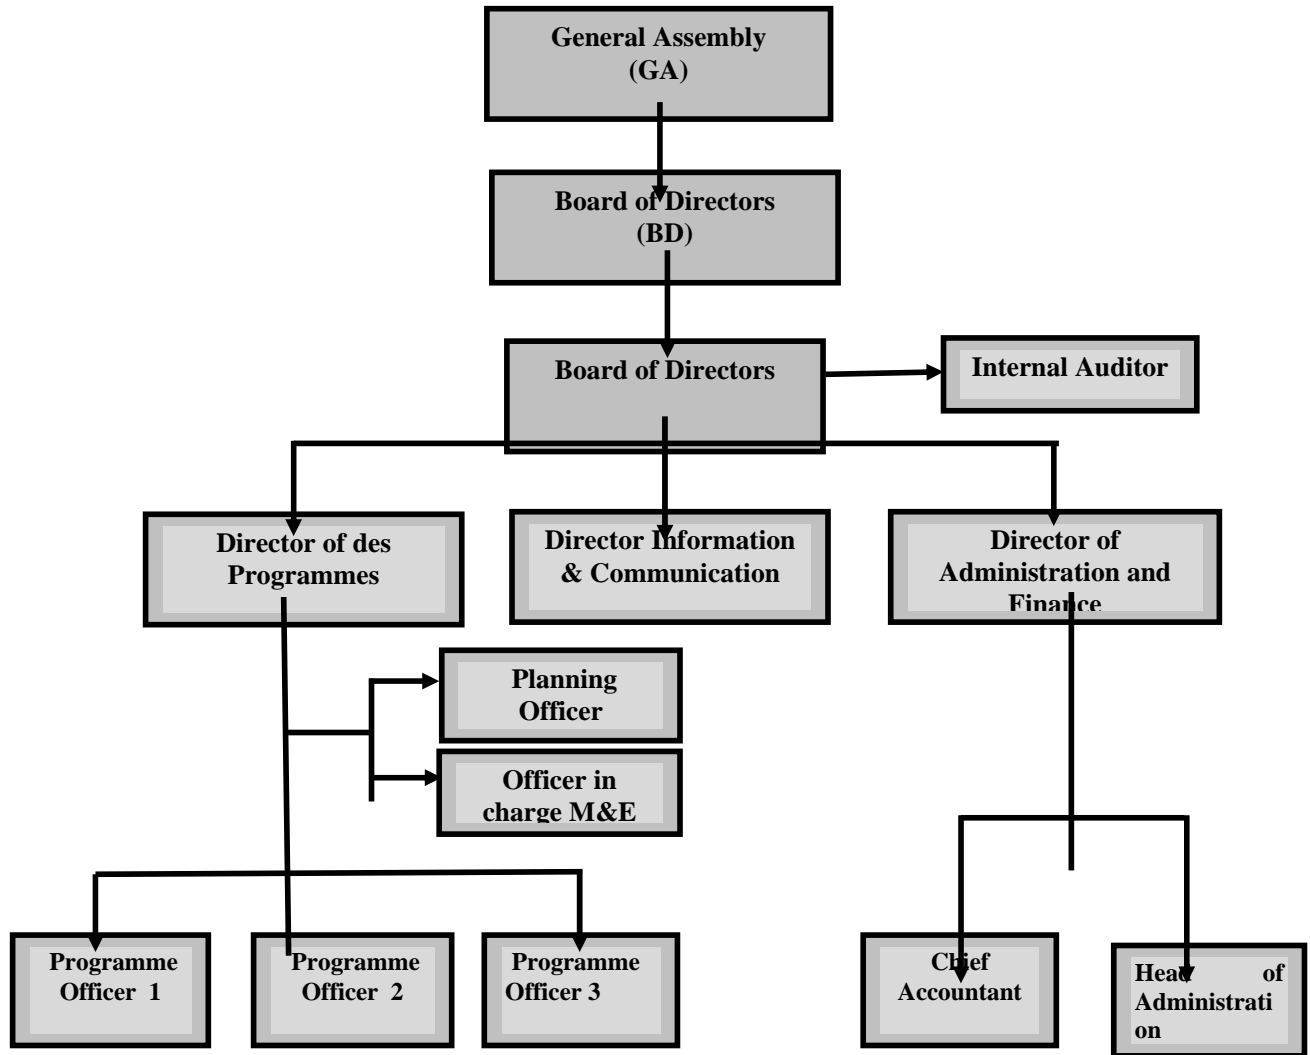 General Assembly
(GA)
Board of Directors
(BD)
Board of Directors
Internal Auditor
Director of des
Programmes
Director Information
& Communication
Director of
Administration and
Finance
Planning
Officer
Officer in
charge M&E
Programme
Officer 1
Programme
Officer 2
Programme
Officer 3
Chief
Accountant
Head of
Administrati
on